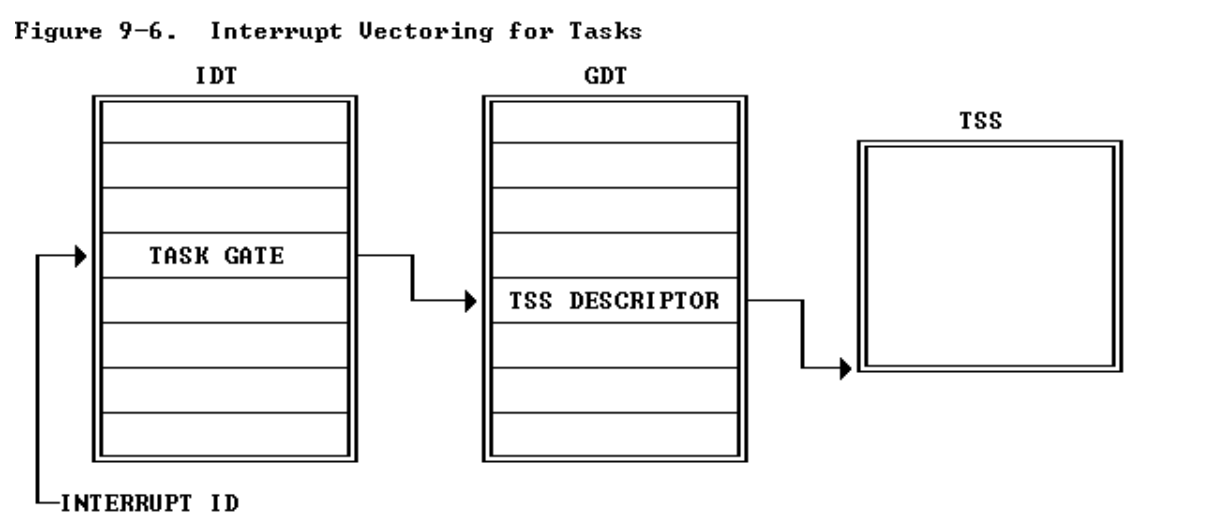 Figure 9-6. Interrupt Vectoring for Tasks
IDT
GDT
TSS
TASK GATE
TSS DESCRIPTOR
INTERRUPT ID